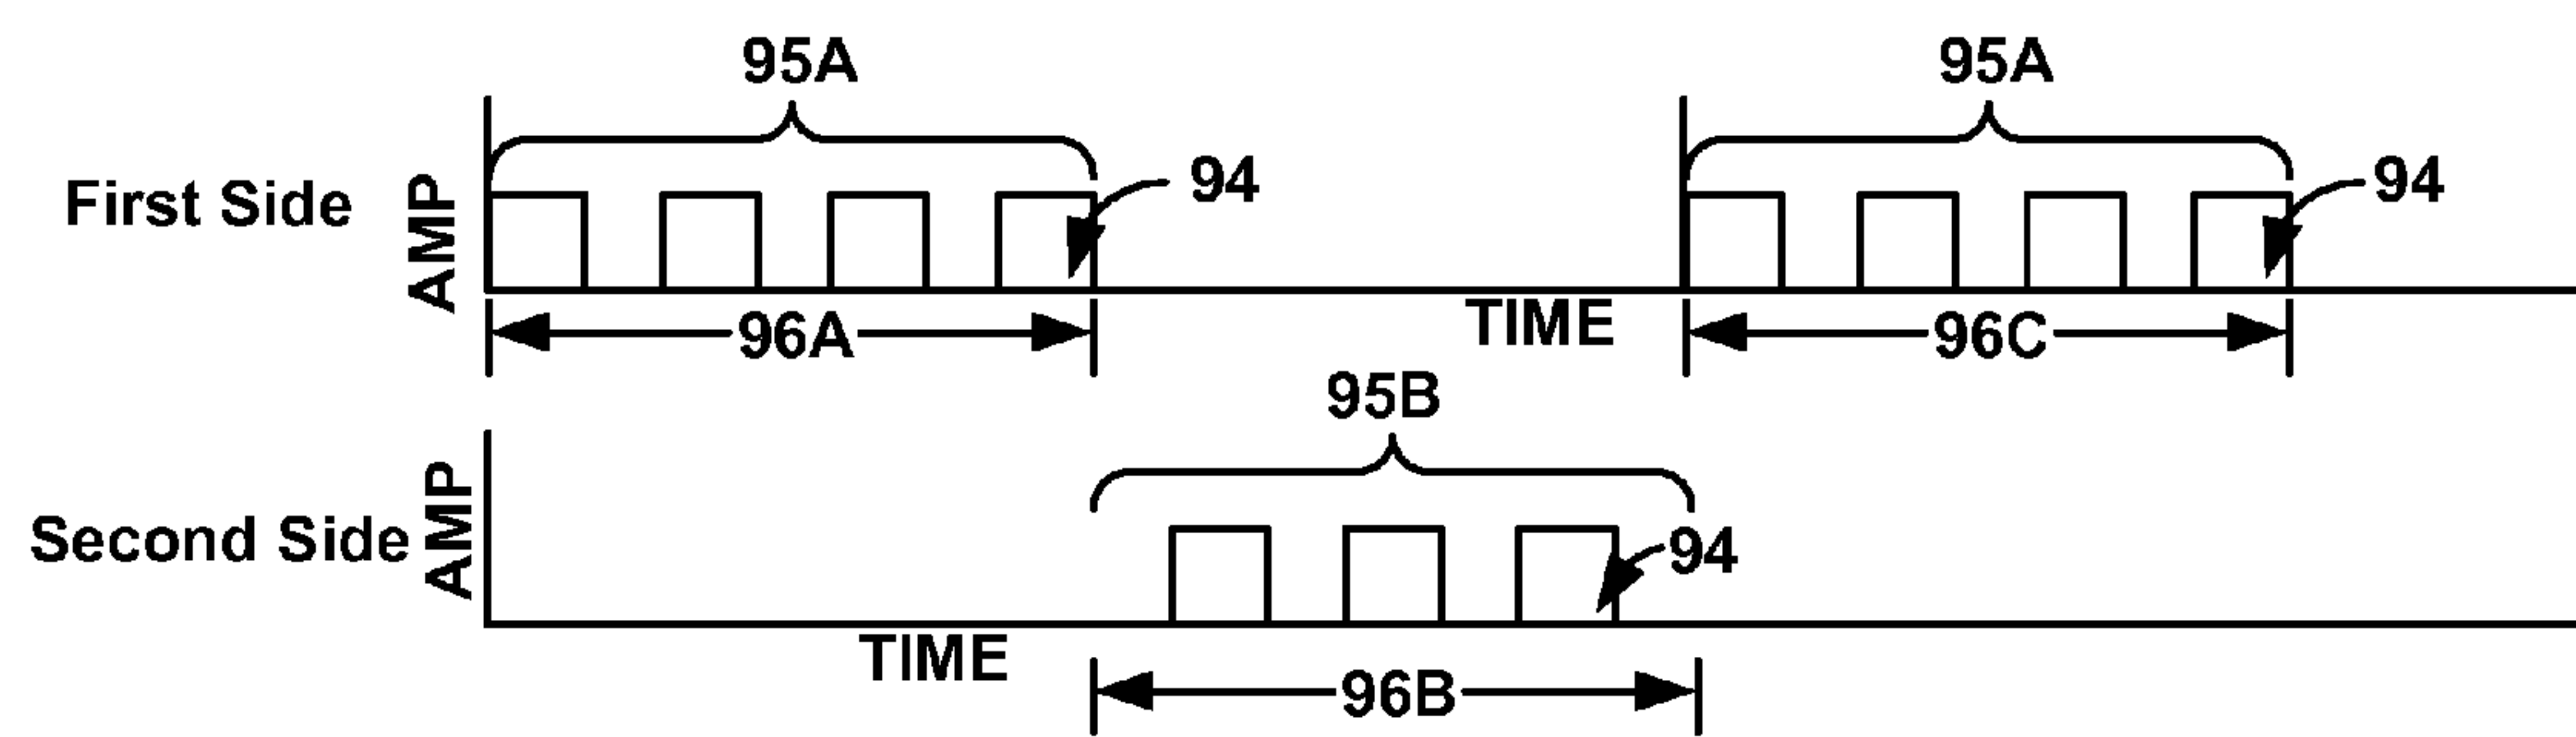 95A 95A
First Side AMP 94 94
TIME
96A 96C
95B
Second Side AMP 94
TIME
96B